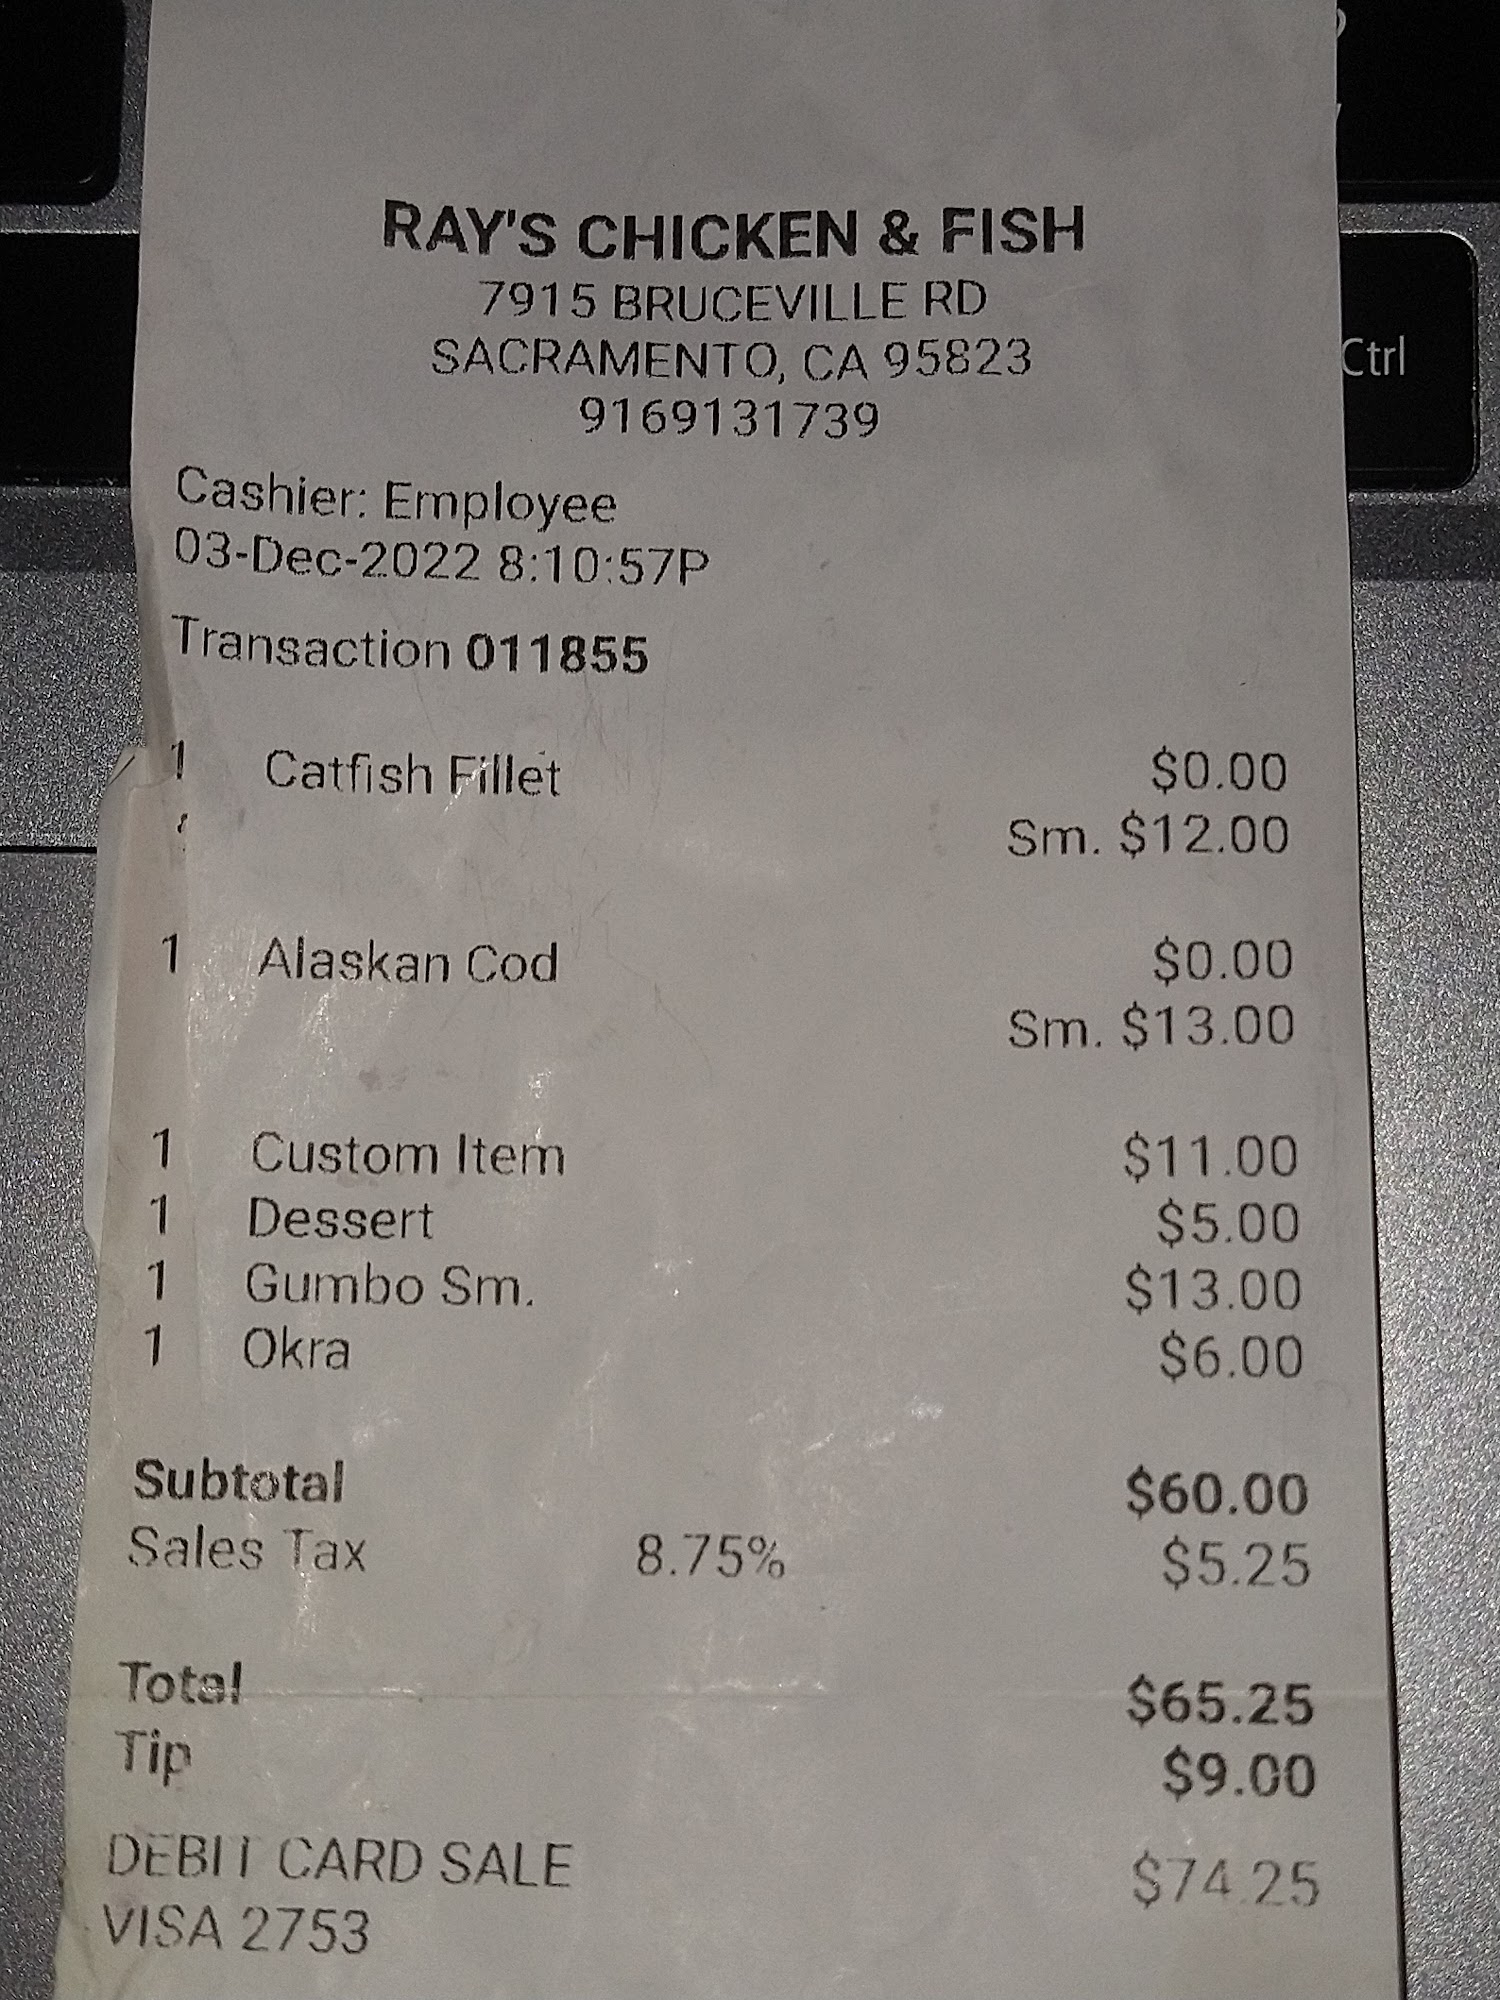 RAY'S CHICKEN & FISH
7915 BRUCEVILLE RD
SACRAMENTO, CA 95823
9169131739
Ctrl
Cashier: Employee
03-Dec-2022 8:10:57P
Transaction 011855
1 Catfish Fillet $0.00
Sm. $12.00
1 Alaskan Cod $0.00
Sm. $13.00
1 Custom Item $11.00
1 Dessert $5.00
1 Gumbo Sm. $13.00
1 Okra $6.00
Subtotal $60.00
Sales Tax 8.75% $5.25
Total $65.25
Tip $9.00
DEBIT CARD SALE $74.25
VISA 2753